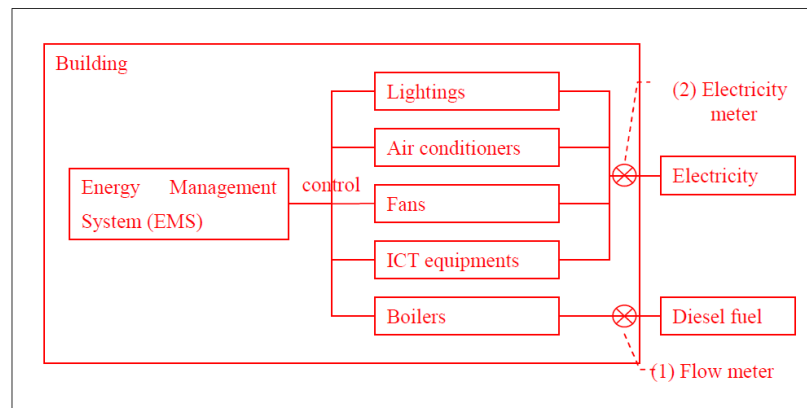 Building
Lightings
(2) Electricity
meter
Air conditioners
Energy Management
System (EMS)
control
Electricity
Fans
ICT equipments
Boilers
Diesel fuel
(1) Flow meter